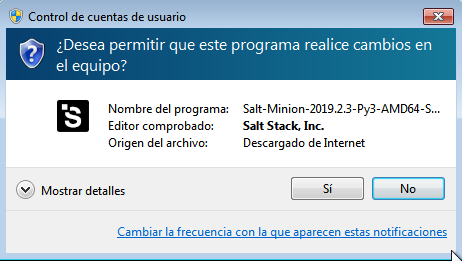 Control de cuentas de usuario
¿Desea permitir que este programa realice cambios en
el equipo?
Nombre del programa: Salt-Minion-2019.2.3-Py3-AMD64-S...
Editor comprobado: Salt Stack, Inc.
Origen del archivo: Descargado de Internet
Mostrar detalles
Sí
No
Cambiar la frecuencia con la que aparecen estas notificaciones